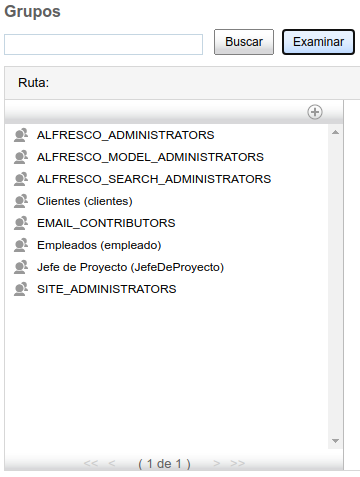 Grupos
Buscar Examinar
Ruta:
ALFRESCO_ADMINISTRATORS
ALFRESCO_MODEL_ADMINISTRATORS
ALFRESCO_SEARCH_ADMINISTRATORS
Clientes (clientes)
EMAIL_CONTRIBUTORS
Empleados (empleado)
Jefe de Proyecto (JefeDeProyecto)
SITE_ADMINISTRATORS
<< < ( 1 de 1 ) > >>